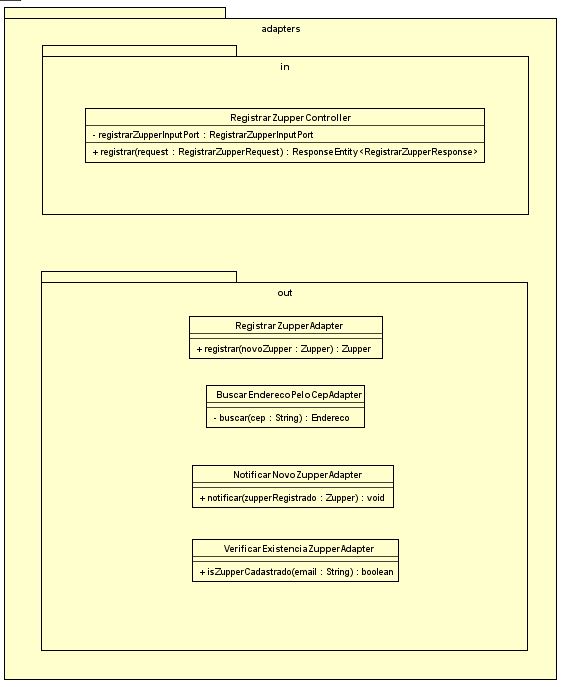 adapters
in
RegistrarZupperController
- registrarZupperInputPort : RegistrarZupperInputPort
+ registrar(request : RegistrarZupperRequest) : ResponseEntity<RegistrarZupperResponse>
out
RegistrarZupperAdapter
+ registrar(novoZupper : Zupper) : Zupper
BuscarEnderecoPeloCepAdapter
- buscar(cep : String) : Endereco
NotificarNovoZupperAdapter
+ notificar(zupperRegistrado : Zupper) : void
VerificarExistenciaZupperAdapter
+ isZupperCadastrado(email : String) : boolean